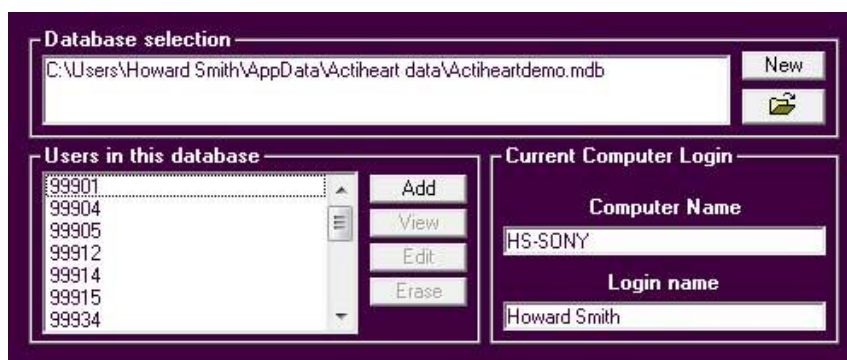 Database selection
C:\Users\Howard Smith\AppData\Actiheart data\Actiheartdemo.mdb
New
Users in this database
99901
99904
99905
99912
99914
99915
99934
Add
View
Edit
Erase
Current Computer Login
Computer Name
HS-SONY
Login name
Howard Smith